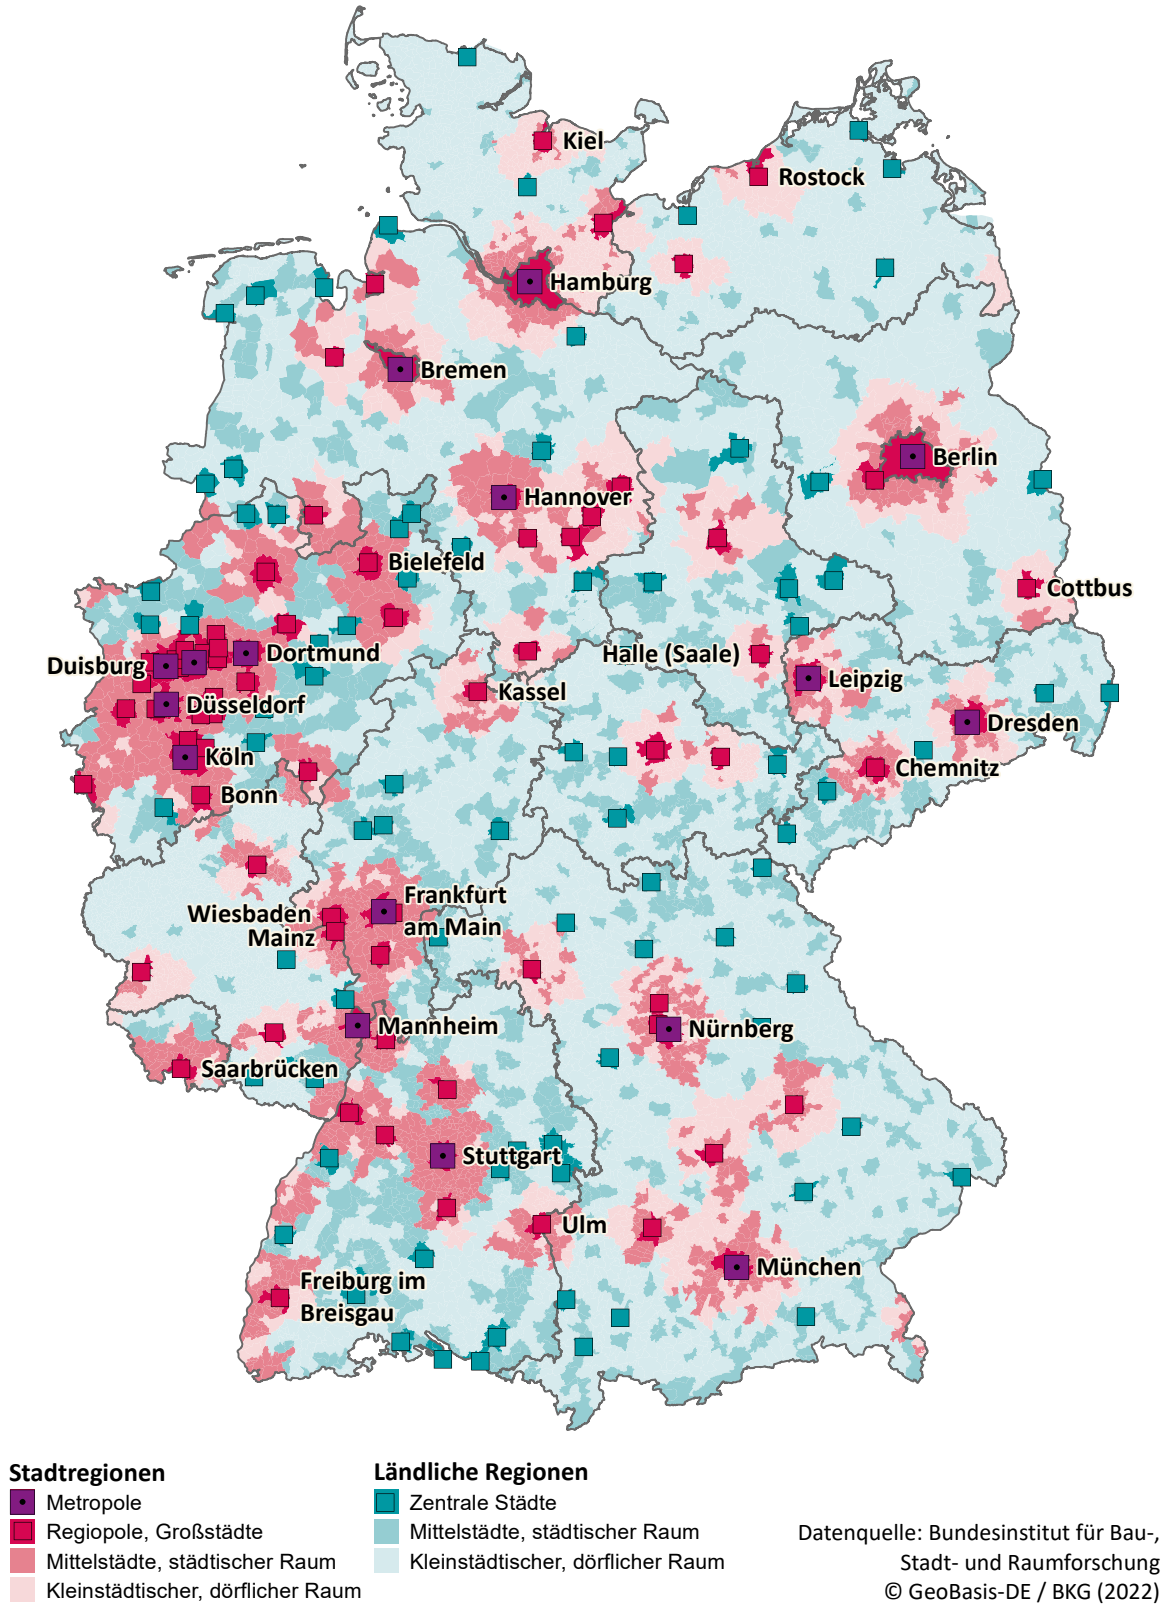 Kiel
Rostock
Hamburg
Bremen
Berlin
Hannover
Bielefeld
Cottbus
Duisburg
Dortmund
Halle (Saale)
Leipzig
Düsseldorf
Kassel
Dresden
Köln
Chemnitz
Bonn
Frankfurt
am Main
Wiesbaden
Mainz
Mannheim
Nürnberg
Saarbrücken
Stuttgart
Ulm
München
Freiburg im
Breisgau
Stadtregionen
Metropole
Regiopole, Großstädte
Mittelstädte, städtischer Raum
Kleinstädtischer, dörflicher Raum
Ländliche Regionen
Zentrale Städte
Mittelstädte, städtischer Raum
Kleinstädtischer, dörflicher Raum
Datenquelle: Bundesinstitut für Bau-,
Stadt- und Raumforschung
© GeoBasis-DE / BKG (2022)